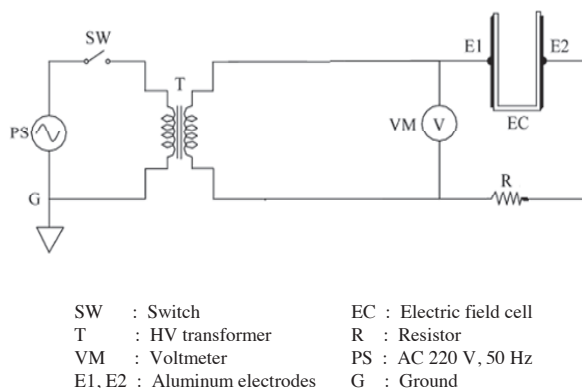 SW
E1
E2
T
PS
VM
V
EC
G
R
SW : Switch
EC : Electric field cell
T : HV transformer
R : Resistor
VM : Voltmeter
PS : AC 220 V, 50 Hz
E1, E2 : Aluminum electrodes
G : Ground